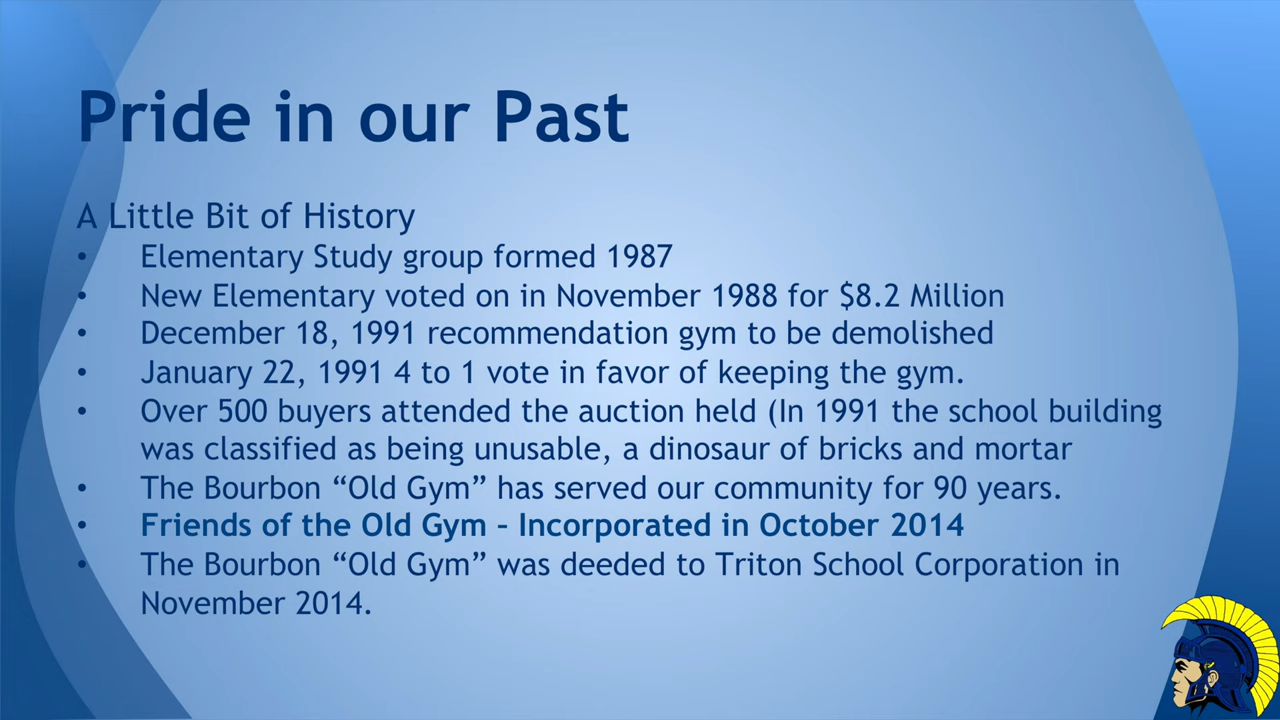 Pride in our Past
A Little Bit of History
• Elementary Study group formed 1987
• New Elementary voted on in November 1988 for $8.2 Million
• December 18, 1991 recommendation gym to be demolished
• January 22, 1991 4 to 1 vote in favor of keeping the gym.
• Over 500 buyers attended the auction held (In 1991 the school building
was classified as being unusable, a dinosaur of bricks and mortar
• The Bourbon “Old Gym” has served our community for 90 years.
• Friends of the Old Gym – Incorporated in October 2014
• The Bourbon “Old Gym” was deeded to Triton School Corporation in
November 2014.